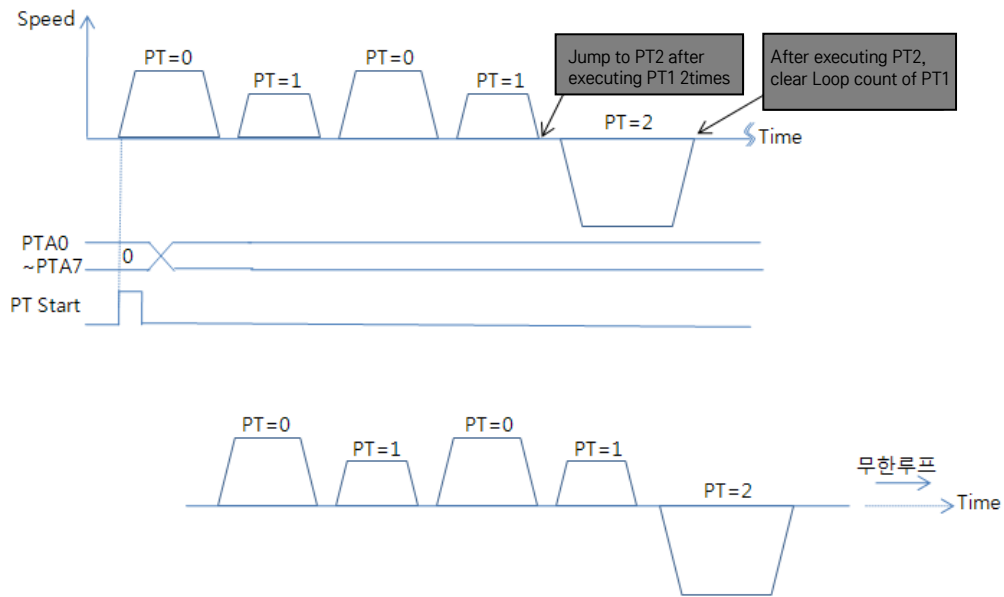 Speed
PT=0
PT=1
PT=0
PT=1
Jump to PT2 after
executing PT1 2times
After executing PT2,
clear Loop count of PT1
PT=2
Time
PTA0
~PTA7
0
PT Start
PT=0
PT=1
PT=0
PT=1
PT=2
무한루프
Time